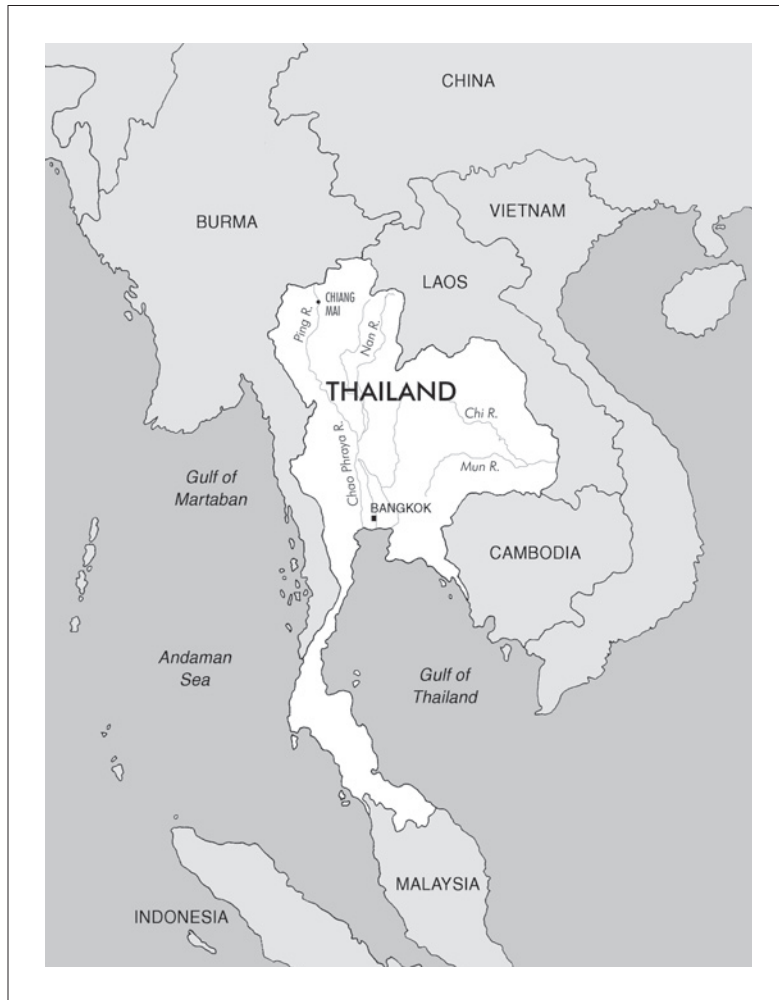 CHINA
BURMA
VIETNAM
LAOS
CHIANG
MAI
Ping R.
Nan R.
THAILAND
Chi R.
Chao Phraya R.
Mun R.
Gulf of
Martaban
BANGKOK
CAMBODIA
Andaman
Sea
Gulf of
Thailand
MALAYSIA
INDONESIA